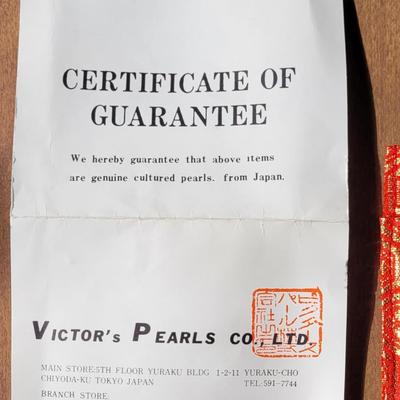 CERTIFICATE OF
GUARANTEE
We hereby guarantee that above items
are genuine cultured pearls. from Japan.
VICTOR'S PEARLS CO., LTD.
MAIN STORE:5TH FLOOR YURAKU BLDG 1-2-11 YURAKU-CHO
CHIYODA-KU TOKYO JAPAN TEL:591-7744
BRANCH STORE: